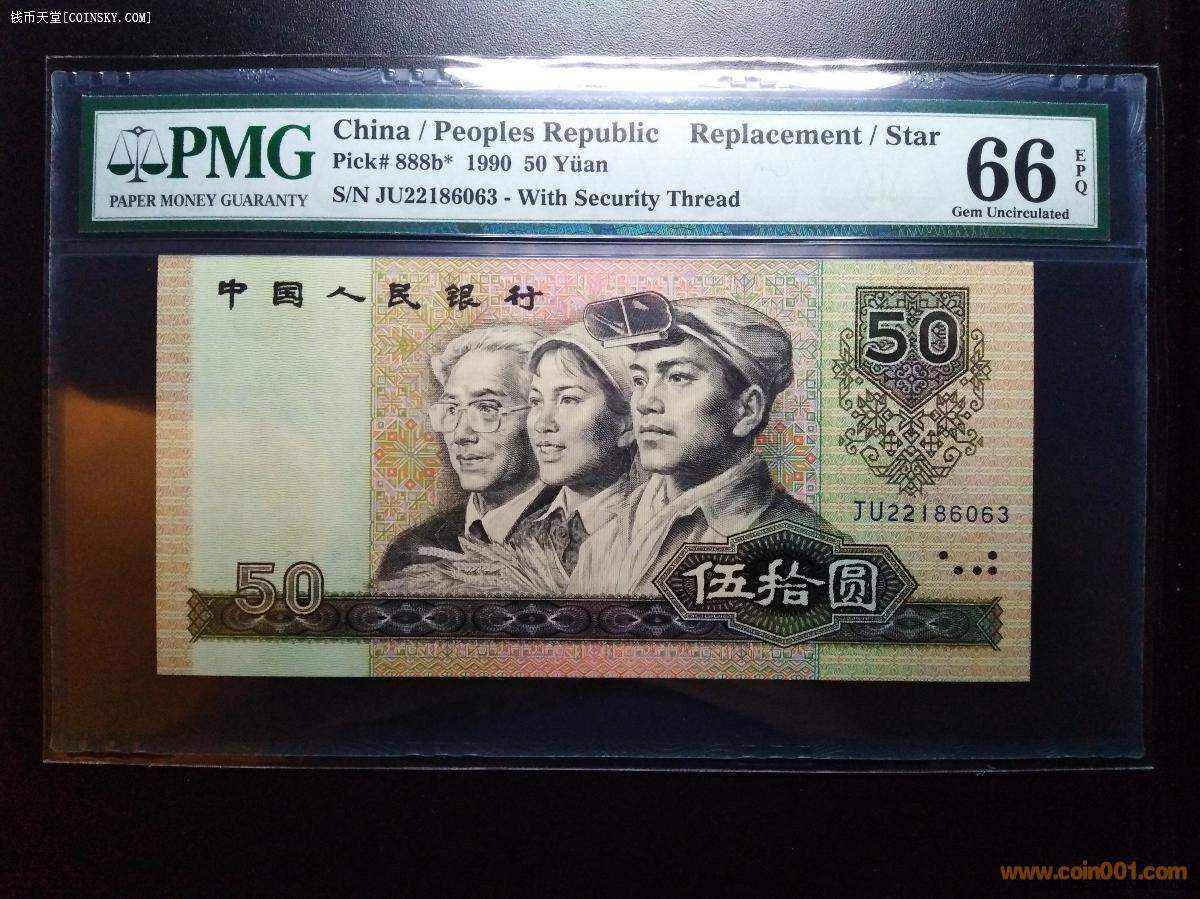 钱币天堂[COINSKY.COM]
PMG
PAPER MONEY GUARANTY
China / Peoples Republic Replacement / Star
Pick# 888b* 1990 50 Yüan
S/N JU22186063 - With Security Thread
66
EPQ
Gem Uncirculated
中国人民银行
50
JU22186063
50
伍拾圆
www.coin001.com